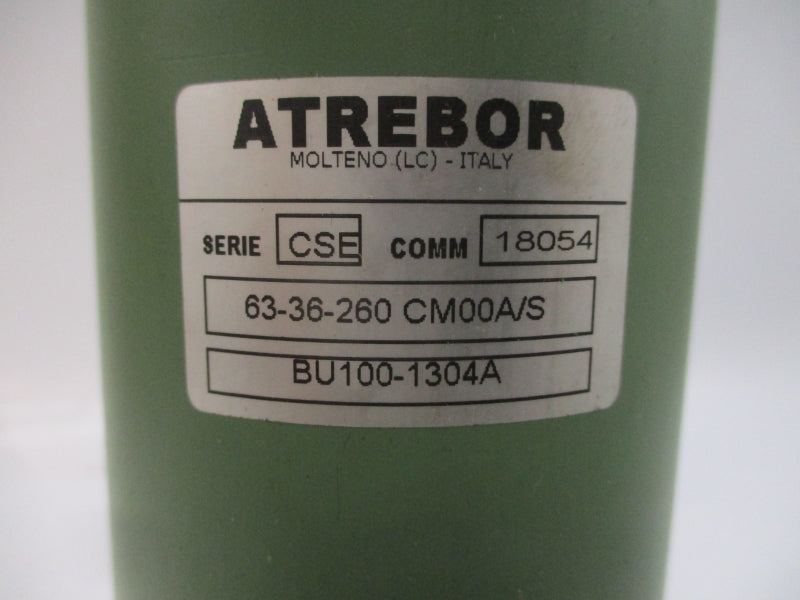 ATREBOR
MOLTENO (LC) - ITALY
SERIE CSE COMM 18054
63-36-260 CM00A/S
BU100-1304A